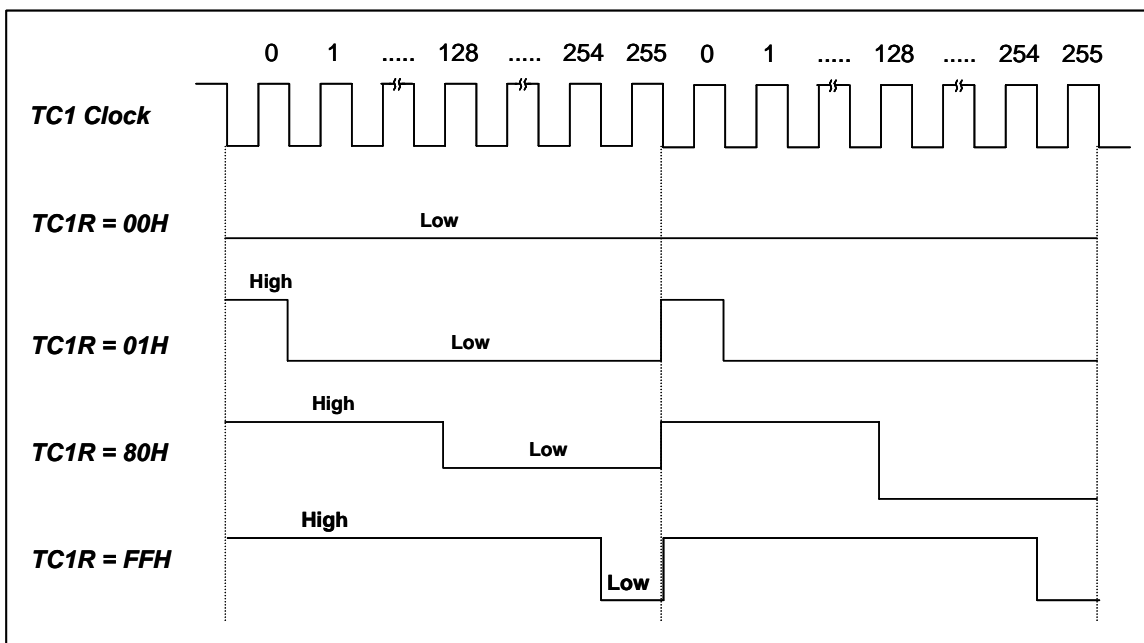 0 1 ..... 128 ..... 254 255 0 1 ..... 128 ..... 254 255
TC1 Clock
TC1R = 00H
Low
High
TC1R = 01H
Low
High
TC1R = 80H
Low
High
TC1R = FFH
Low